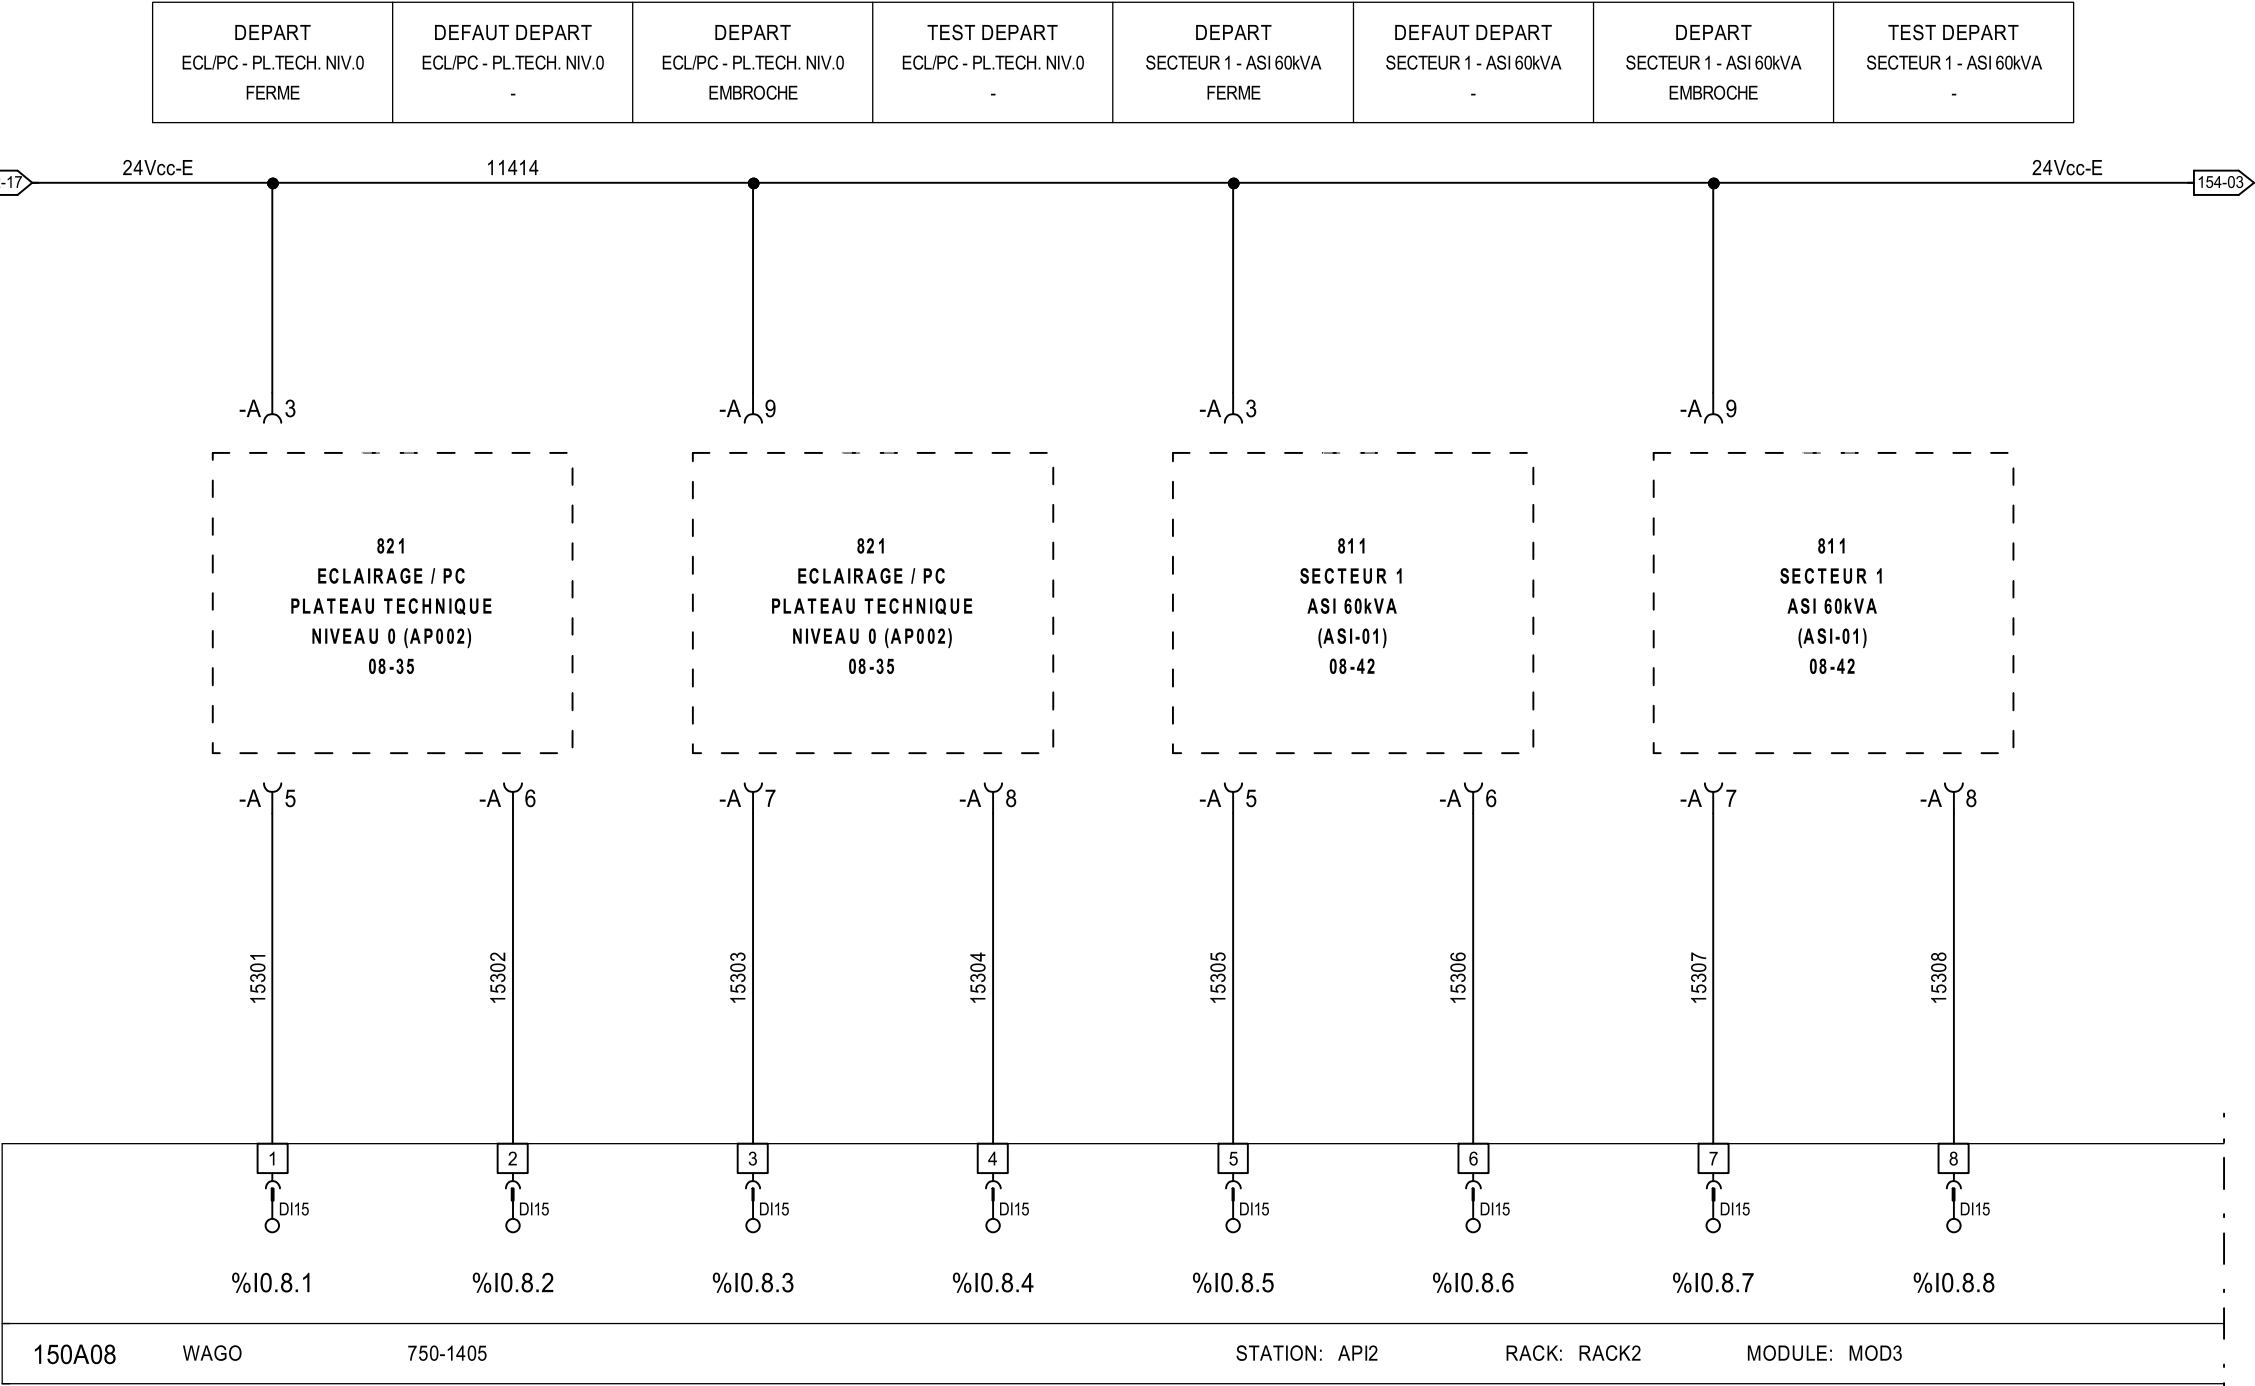 DEPART DEFAUT DEPART DEPART TEST DEPART DEPART DEFAUT DEPART DEPART TEST DEPART
ECL/PC - PL.TECH. NIV.0 ECL/PC - PL.TECH. NIV.0 ECL/PC - PL.TECH. NIV.0 ECL/PC - PL.TECH. NIV.0 SECTEUR 1 - ASI 60kVA SECTEUR 1 - ASI 60kVA SECTEUR 1 - ASI 60kVA SECTEUR 1 - ASI 60kVA
FERME - EMBROCHE - FERME - EMBROCHE -
24Vcc-E 11414 24Vcc-E
-17 154-03
-A 3 -A 9 -A 3 -A 9
821 821 811 811
ECLAIRAGE / PC ECLAIRAGE / PC SECTEUR 1 SECTEUR 1
PLATEAU TECHNIQUE PLATEAU TECHNIQUE ASI 60kVA ASI 60kVA
NIVEAU 0 (AP002) NIVEAU 0 (AP002) (ASI-01) (ASI-01)
08-35 08-35 08-42 08-42
-A 5 -A 6 -A 7 -A 8 -A 5 -A 6 -A 7 -A 8
15301 15302 15303 15304 15305 15306 15307 15308
1 2 3 4 5 6 7 8
DI15 DI15 DI15 DI15 DI15 DI15 DI15 DI15
%I0.8.1 %I0.8.2 %I0.8.3 %I0.8.4 %I0.8.5 %I0.8.6 %I0.8.7 %I0.8.8
150A08 WAGO 750-1405 STATION: API2 RACK: RACK2 MODULE: MOD3